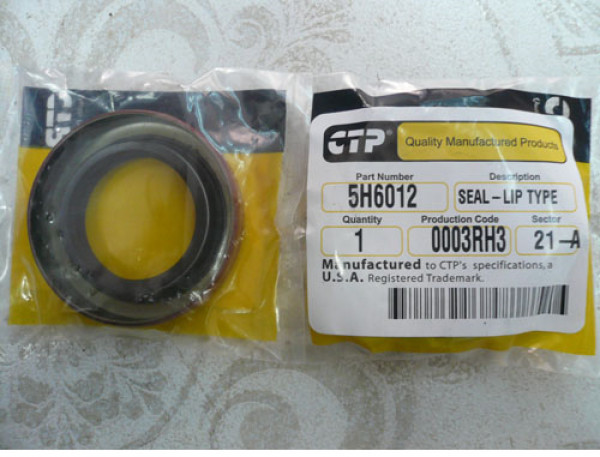 CTP
CTP
Quality Manufactured Products
Part Number
Description
5H6012
SEAL-LIP TYPE
Quantity
Production Code
Sector
1
0003RH3
21-A
Manufactured to CTP's specifications, a
U.S.A. Registered Trademark.